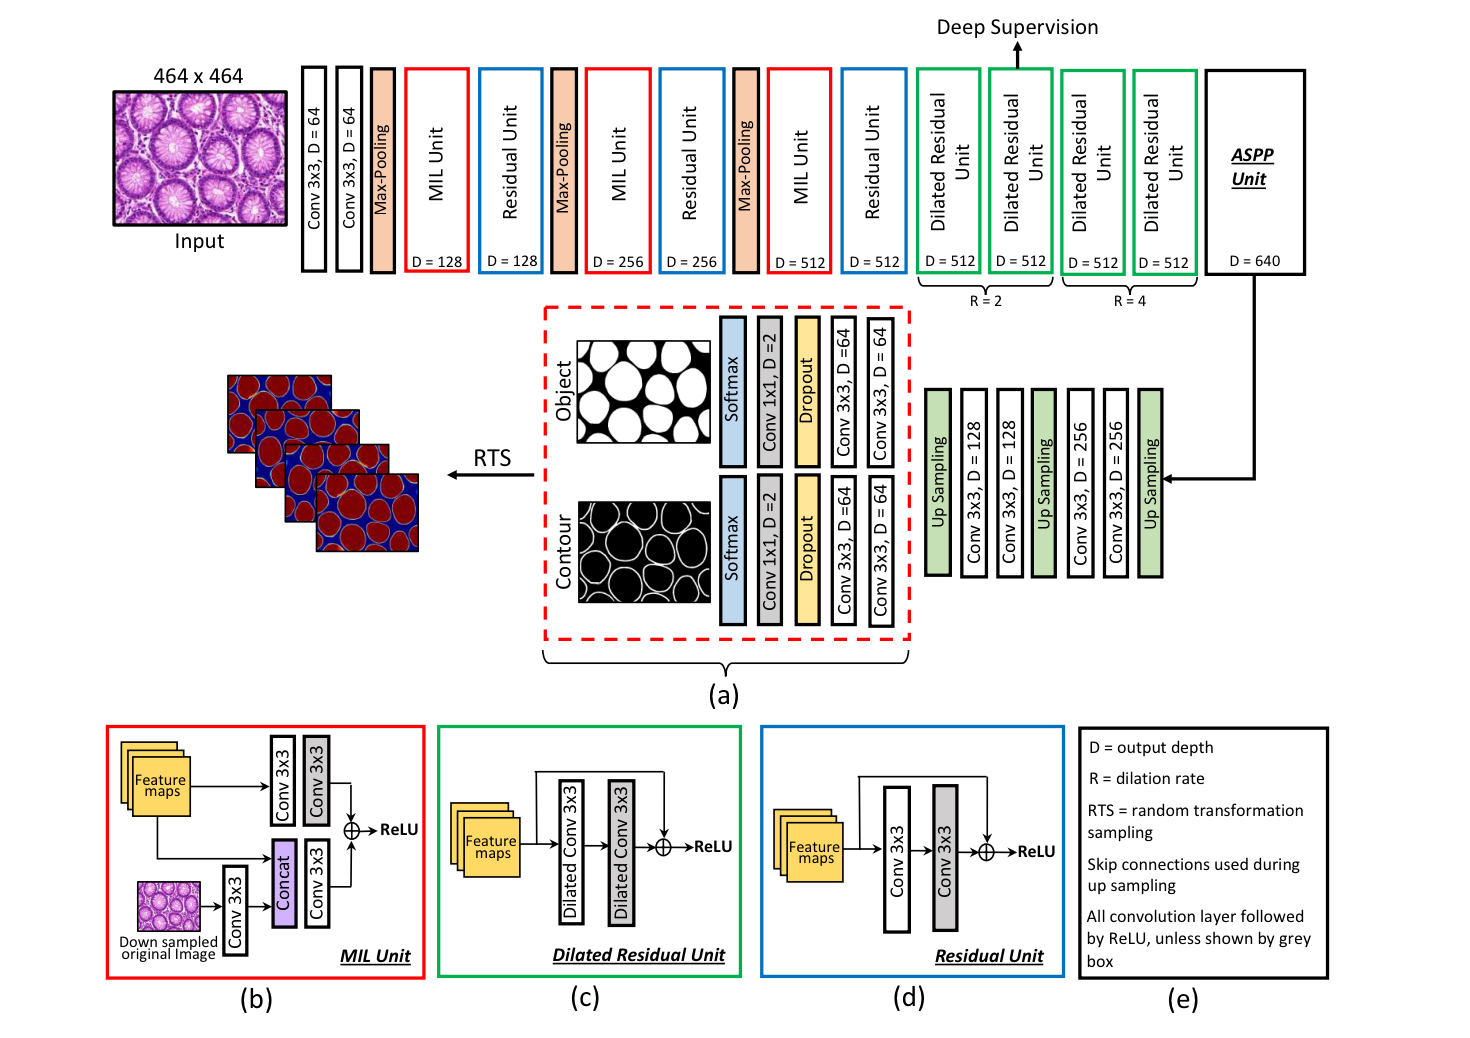 Deep Supervision
464 x 464
Input
Conv 3x3, D = 64
Conv 3x3, D = 64
Max-Pooling
MIL Unit
D = 128
Residual Unit
D = 128
Max-Pooling
MIL Unit
D = 256
Residual Unit
D = 256
Max-Pooling
MIL Unit
D = 512
Residual Unit
D = 512
Dilated Residual
Unit
D = 512
Dilated Residual
Unit
D = 512
Dilated Residual
Unit
D = 512
Dilated Residual
Unit
D = 512
ASPP
Unit
D = 640
R = 2
R = 4
Object
Softmax
Conv 1x1, D =2
Dropout
Conv 3x3, D =64
Conv 3x3, D = 64
Contour
Softmax
Conv 1x1, D =2
Dropout
Conv 3x3, D =64
Conv 3x3, D = 64
Up Sampling
Conv 3x3, D = 128
Conv 3x3, D = 128
Up Sampling
Conv 3x3, D = 256
Conv 3x3, D = 256
Up Sampling
RTS
(a)
Feature
maps
Conv 3x3
Conv 3x3
ReLU
Conv 3x3
Concat
Conv 3x3
Down sampled
original Image
MIL Unit
(b)
Feature
maps
Dilated Conv 3x3
Dilated Conv 3x3
ReLU
Dilated Residual Unit
(c)
Feature
maps
Conv 3x3
Conv 3x3
ReLU
Residual Unit
(d)
D = output depth
R = dilation rate
RTS = random transformation
sampling
Skip connections used during
up sampling
All convolution layer followed
by ReLU, unless shown by grey
box
(e)